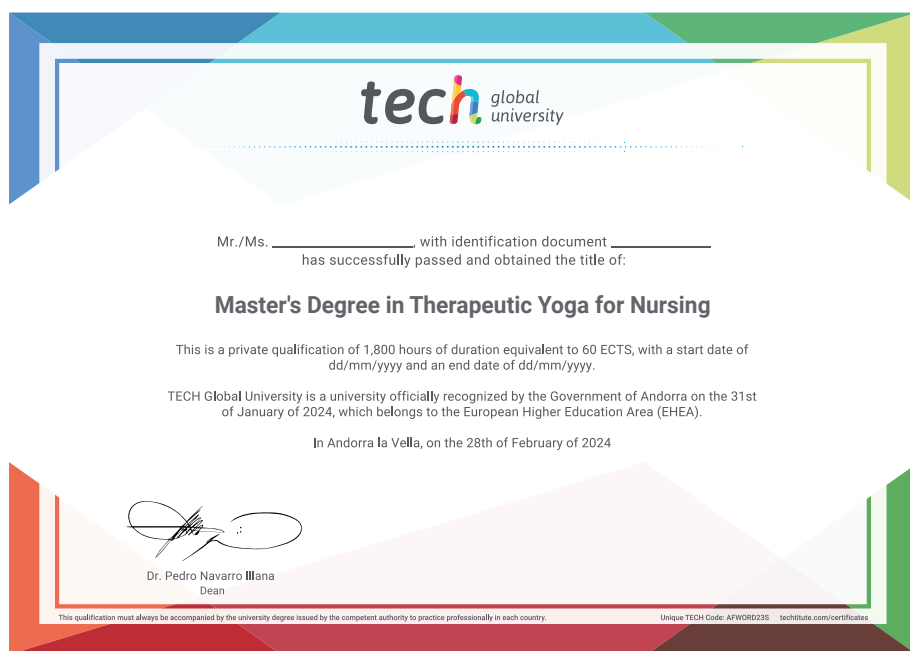 tech global university
Mr./Ms. __________________, with identification document _____________
has successfully passed and obtained the title of:
Master's Degree in Therapeutic Yoga for Nursing
This is a private qualification of 1,800 hours of duration equivalent to 60 ECTS, with a start date of
dd/mm/yyyy and an end date of dd/mm/yyyy.
TECH Global University is a university officially recognized by the Government of Andorra on the 31st
of January of 2024, which belongs to the European Higher Education Area (EHEA).
In Andorra la Vella, on the 28th of February of 2024
Dr. Pedro Navarro Illana
Dean
This qualification must always be accompanied by the university degree issued by the competent authority to practice professionally in each country.
Unique TECH Code: AFWORD23S techtitute.com/certificates